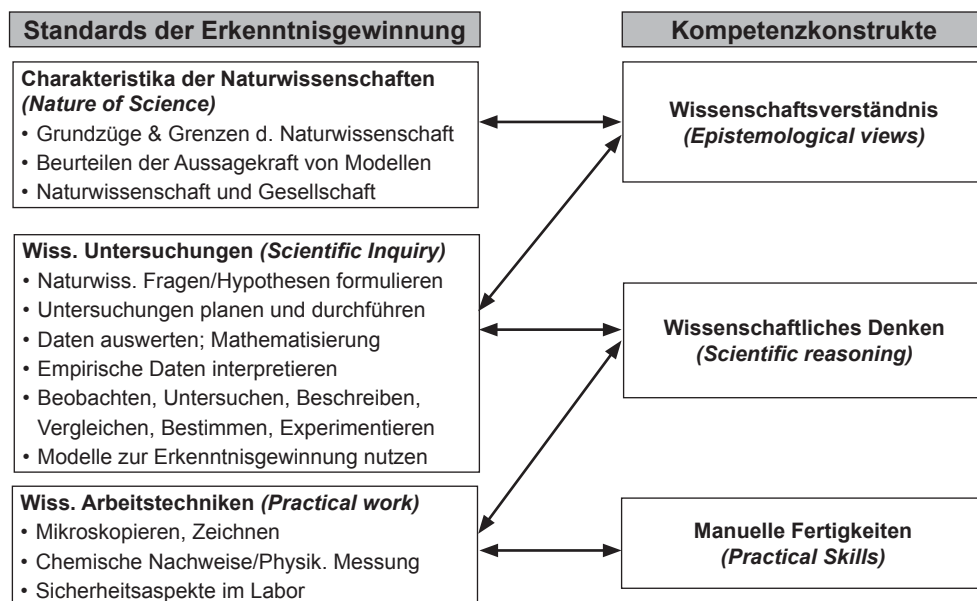 Standards der Erkenntnisgewinnung
Charakteristika der Naturwissenschaften
(Nature of Science)
• Grundzüge & Grenzen d. Naturwissenschaft
• Beurteilen der Aussagekraft von Modellen
• Naturwissenschaft und Gesellschaft
Wiss. Untersuchungen (Scientific Inquiry)
• Naturwiss. Fragen/Hypothesen formulieren
• Untersuchungen planen und durchführen
• Daten auswerten; Mathematisierung
• Empirische Daten interpretieren
• Beobachten, Untersuchen, Beschreiben,
Vergleichen, Bestimmen, Experimentieren
• Modelle zur Erkenntnisgewinnung nutzen
Wiss. Arbeitstechniken (Practical work)
• Mikroskopieren, Zeichnen
• Chemische Nachweise/Physik. Messung
• Sicherheitsaspekte im Labor
Kompetenzkonstrukte
Wissenschaftsverständnis
(Epistemological views)
Wissenschaftliches Denken
(Scientific reasoning)
Manuelle Fertigkeiten
(Practical Skills)